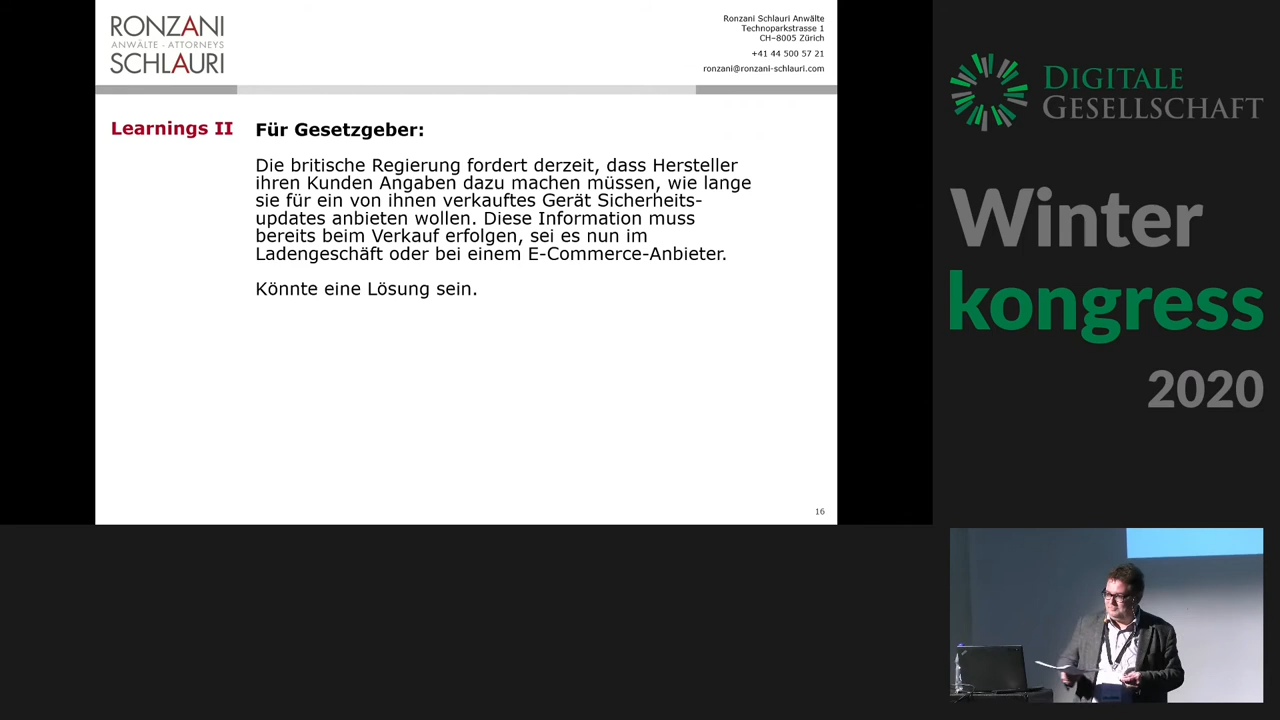 RONZANI
ANWÄLTE - ATTORNEYS
SCHLAURI
Ronzani Schlauri Anwälte
Technoparkstrasse 1
CH–8005 Zürich
+41 44 500 57 21
ronzani@ronzani-schlauri.com
Learnings II
Für Gesetzgeber:
Die britische Regierung fordert derzeit, dass Hersteller
ihren Kunden Angaben dazu machen müssen, wie lange
sie für ein von ihnen verkauftes Gerät Sicherheits-
updates anbieten wollen. Diese Information muss
bereits beim Verkauf erfolgen, sei es nun im
Ladengeschäft oder bei einem E-Commerce-Anbieter.
Könnte eine Lösung sein.
16
DIGITALE
GESELLSCHAFT
Winter
kongress
2020